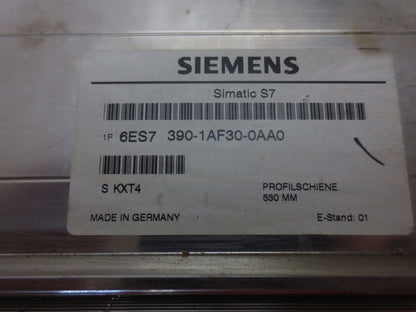 SIEMENS
Simatic S7
1P 6ES7 390-1AF30-0AA0
S KXT4
PROFILSCHIENE
530 MM
MADE IN GERMANY
E-Stand: 01